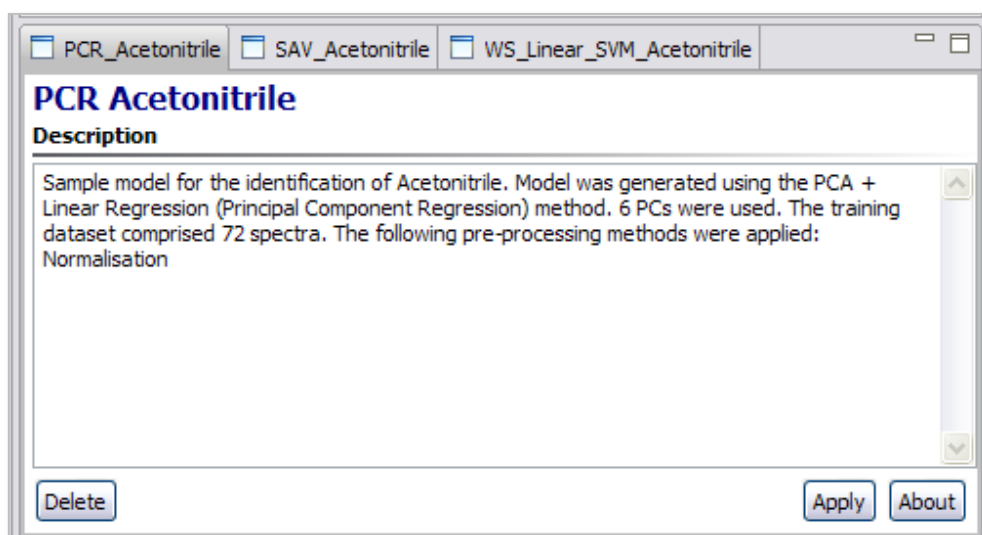 PCR_Acetonitrile SAV_Acetonitrile WS_Linear_SVM_Acetonitrile
PCR Acetonitrile
Description
Sample model for the identification of Acetonitrile. Model was generated using the PCA +
Linear Regression (Principal Component Regression) method. 6 PCs were used. The training
dataset comprised 72 spectra. The following pre-processing methods were applied:
Normalisation
Delete Apply About